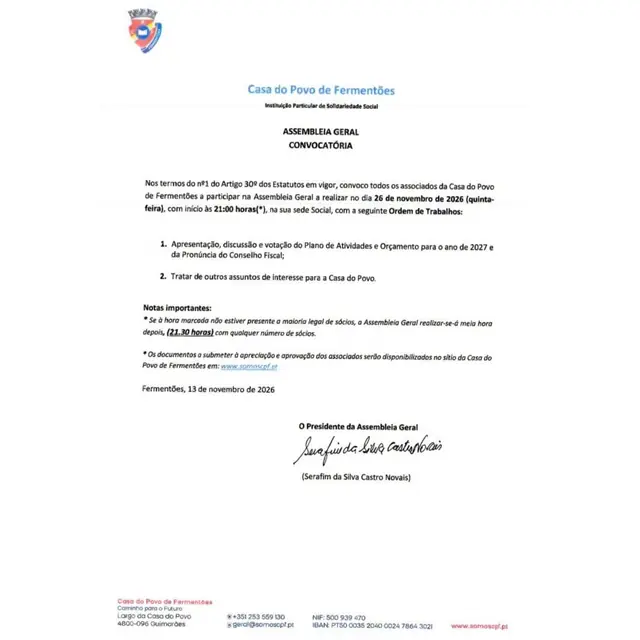 Casa do Povo de Fermentões
Instituição Particular de Solidariedade Social
ASSEMBLEIA GERAL
CONVOCATÓRIA
Nos termos do nº1 do Artigo 30º dos Estatutos em vigor, convoco todos os associados da Casa do Povo
de Fermentões a participar na Assembleia Geral a realizar no dia 26 de novembro de 2026 (quinta-
feira), com início às 21:00 horas(*), na sua sede Social, com a seguinte Ordem de Trabalhos:
1. Apresentação, discussão e votação do Plano de Atividades e Orçamento para o ano de 2027 e
da Pronúncia do Conselho Fiscal;
2. Tratar de outros assuntos de interesse para a Casa do Povo.
Notas importantes:
* Se à hora marcada não estiver presente a maioria legal de sócios, a Assembleia Geral realizar-se-á meia hora
depois, (21.30 horas) com qualquer número de sócios.
* Os documentos a submeter à apreciação e aprovação dos associados serão disponibilizados no sítio da Casa do
Povo de Fermentões em: www.somoscpf.pt
Fermentões, 13 de novembro de 2026
O Presidente da Assembleia Geral
Serafim da Silva Castro Novais
(Serafim da Silva Castro Novais)
Casa do Povo de Fermentões
Caminho para o Futuro
Largo da Casa do Povo
4800-096 Guimarães
+351 253 559 130
geral@somoscpf.pt
NIF: 500 939 470
IBAN: PT50 0035 2040 0024 7864 3021
www.somoscpf.pt